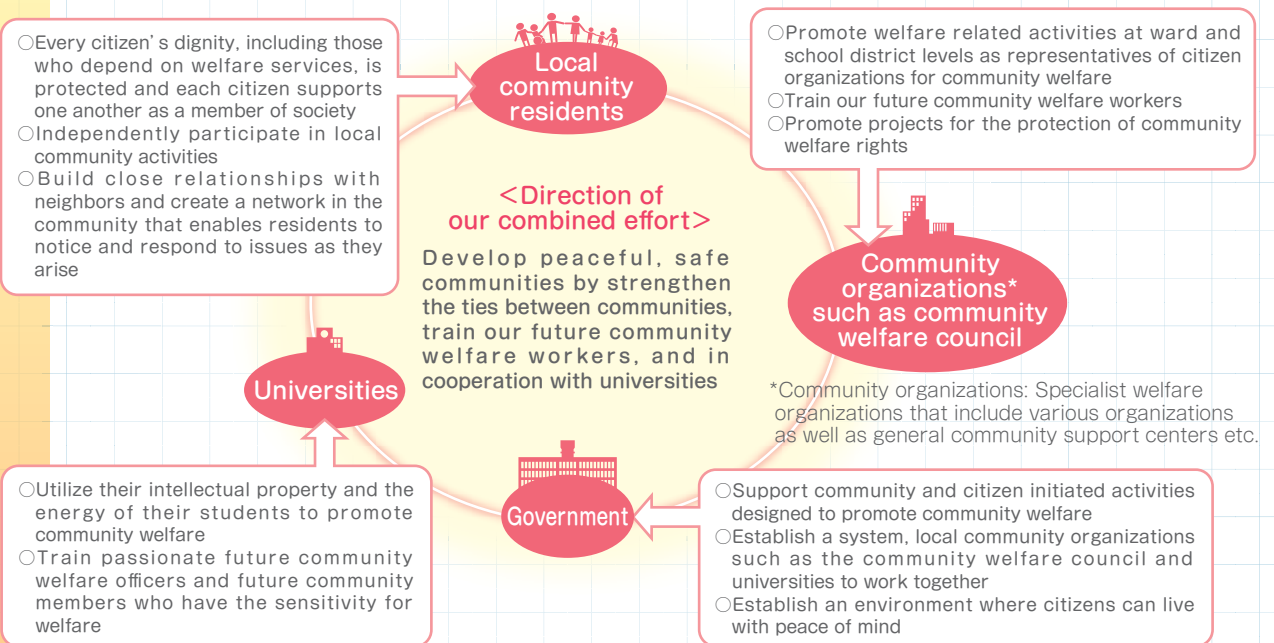 ○Every citizen's dignity, including those
who depend on welfare services, is
protected and each citizen supports
one another as a member of society
○Independently participate in local
community activities
○Build close relationships with
neighbors and create a network in the
community that enables residents to
notice and respond to issues as they
arise
Local
community
residents
○Promote welfare related activities at ward and
school district levels as representatives of citizen
organizations for community welfare
○Train our future community welfare workers
○Promote projects for the protection of community
welfare rights
<Direction of
our combined effort>
Develop peaceful, safe
communities by strengthen
the ties between communities,
train our future community
welfare workers, and in
cooperation with universities
Community
organizations*
such as community
welfare council
*Community organizations: Specialist welfare
organizations that include various organizations
as well as general community support centers etc.
Universities
○Utilize their intellectual property and the
energy of their students to promote
community welfare
○Train passionate future community
welfare officers and future community
members who have the sensitivity for
welfare
Government
○Support community and citizen initiated activities
designed to promote community welfare
○Establish a system, local community organizations
such as the community welfare council and
universities to work together
○Establish an environment where citizens can live
with peace of mind